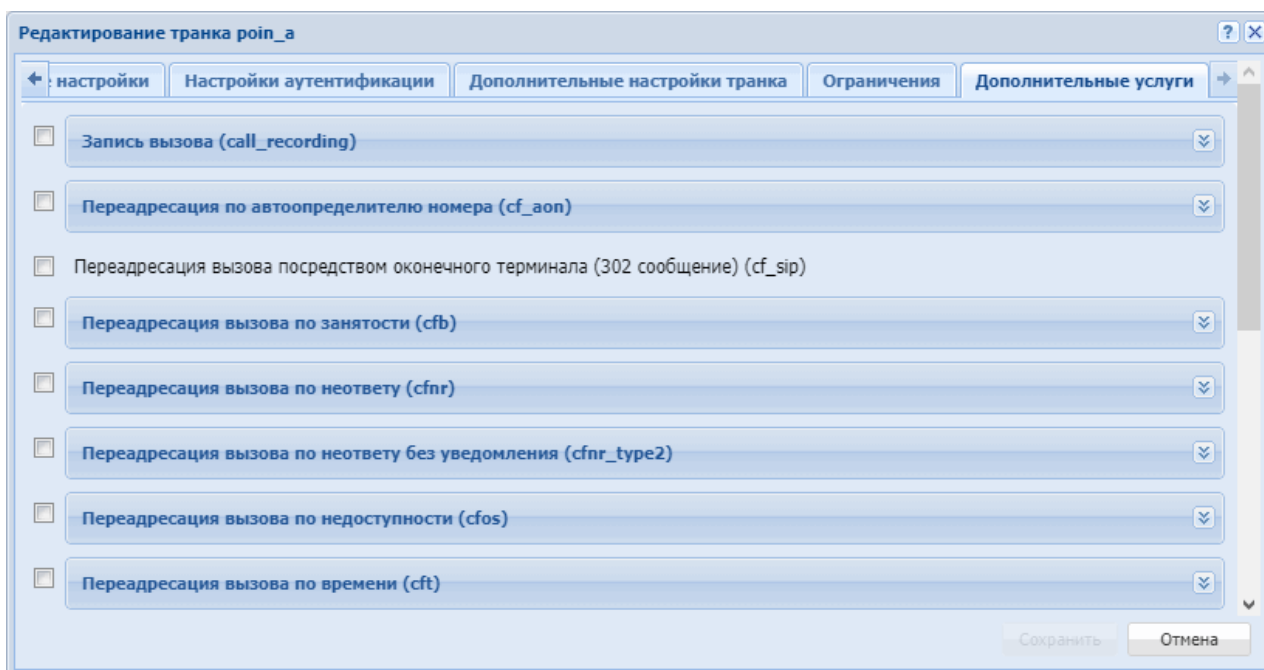 Редактирование транка poin_a
е настройки Настройки аутентификации Дополнительные настройки транка Ограничения Дополнительные услуги
Запись вызова (call_recording)
Переадресация по автоопределителю номера (cf_aon)
Переадресация вызова посредством оконечного терминала (302 сообщение) (cf_sip)
Переадресация вызова по занятости (cfb)
Переадресация вызова по неответу (cfnr)
Переадресация вызова по неответу без уведомления (cfnr_type2)
Переадресация вызова по недоступности (cfos)
Переадресация вызова по времени (cft)
Сохранить Отмена